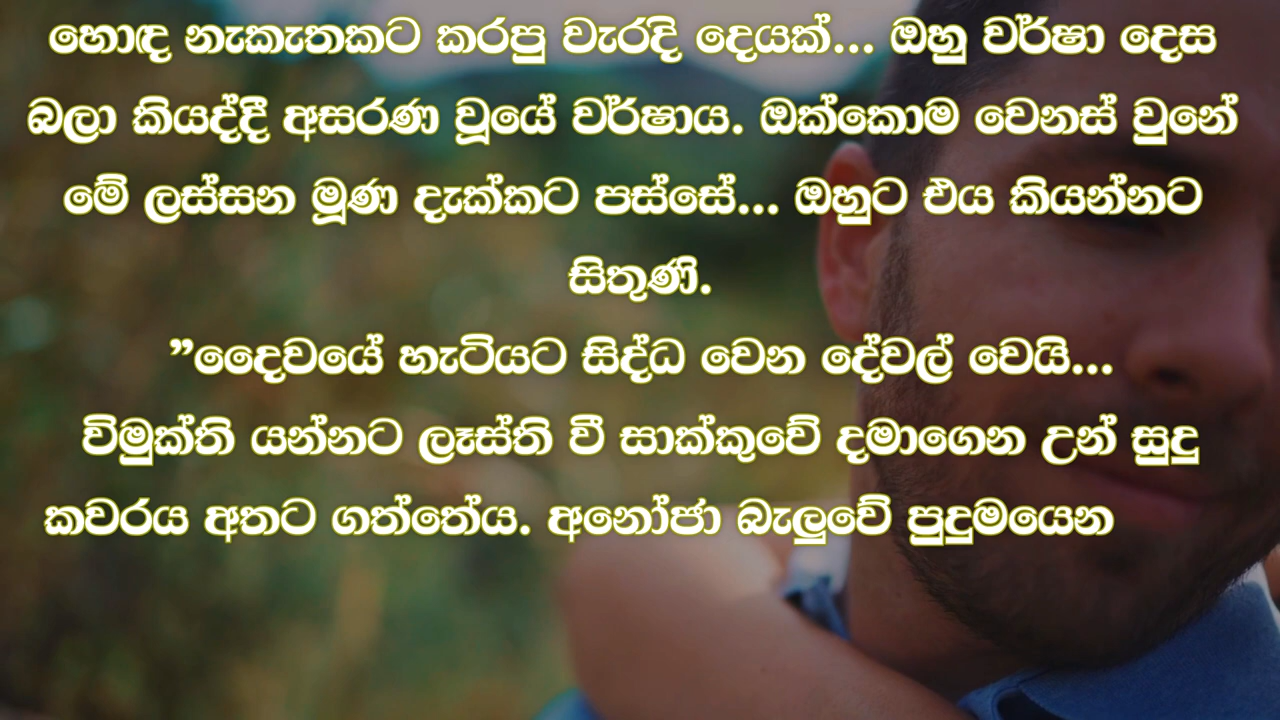 හොඳ නැකැතකට කරපු වැරදි දෙයක්... ඔහු වර්ෂා දෙස
බලා කියද්දී අසරණ වූයේ වර්ෂාය. ඔක්කොම වෙනස් වුනේ
මේ ලස්සන මූණ දැක්කට පස්සේ... ඔහුට එය කියන්නට
සිතුණි.
”දෛවයේ හැටියට සිද්ධ වෙන දේවල් වෙයි...
විමුක්ති යන්නට ලෑස්ති වී සාක්කුවේ දමාගෙන උන් සුදු
කවරය අතට ගත්තේය. අනෝජා බැලුවේ පුදුමයෙන